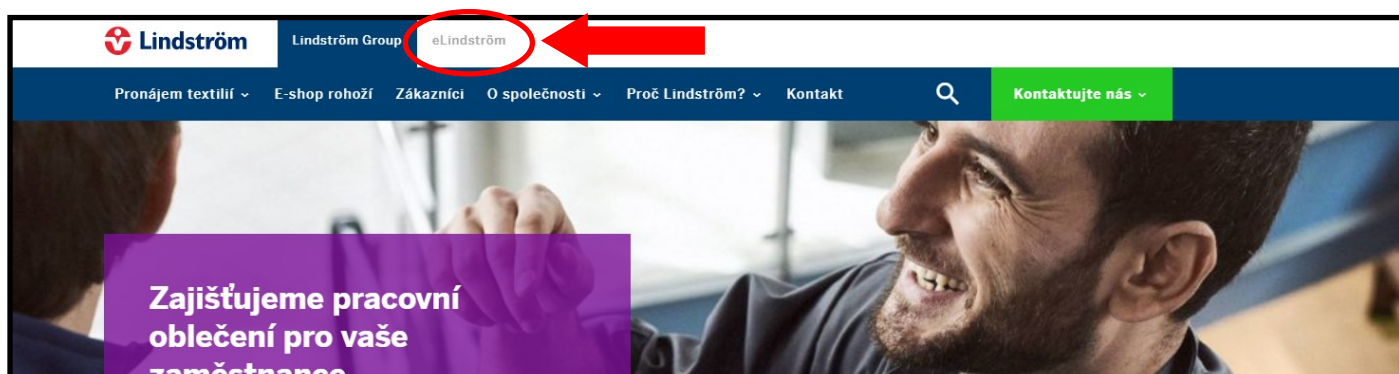 Lindström
Lindström Group
eLindström
Pronájem textilií
E-shop rohoží
Zákazníci
O společnosti
Proč Lindström?
Kontakt
Kontaktujte nás
Zajišťujeme pracovní
oblečení pro vaše
zaměstnance